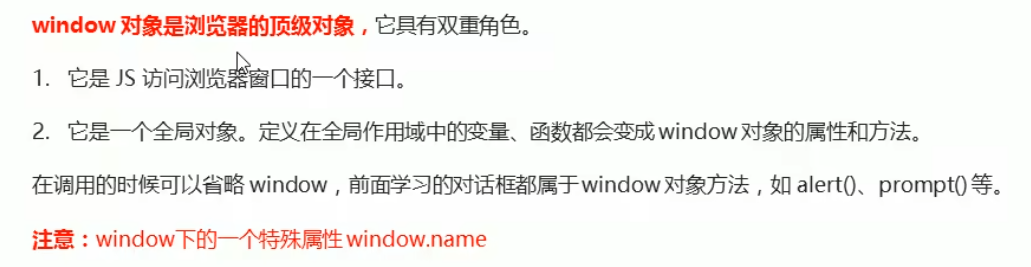 window 对象是浏览器的顶级对象，它具有双重角色。
1. 它是 JS 访问浏览器窗口的一个接口。
2. 它是一个全局对象。定义在全局作用域中的变量、函数都会变成 window 对象的属性和方法。
在调用的时候可以省略 window，前面学习的对话框都属于 window 对象方法，如 alert()、prompt() 等。
注意：window下的一个特殊属性 window.name